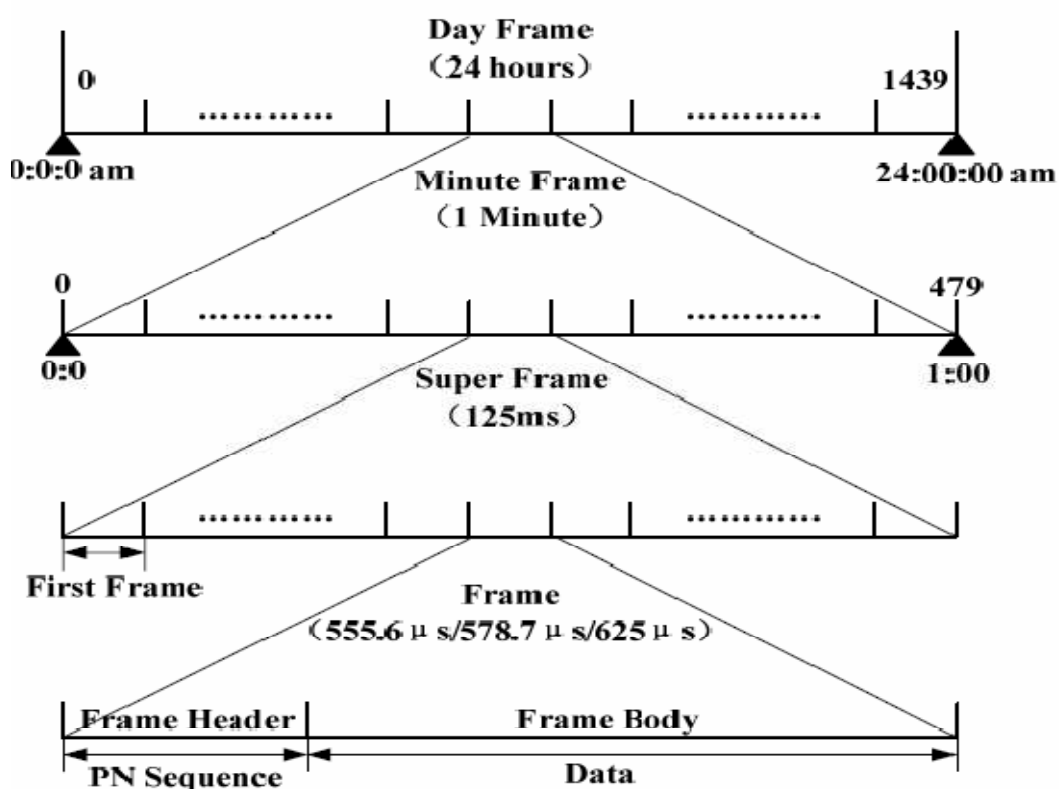 Day Frame
0 (24 hours) 1439
………… …………
0:0:0 am 24:00:00 am
Minute Frame
(1 Minute)
0 479
………… …………
0:0 1:00
Super Frame
(125ms)
………… …………
First Frame
Frame
(555.6 μs/578.7 μs/625 μs)
Frame Header Frame Body
PN Sequence Data